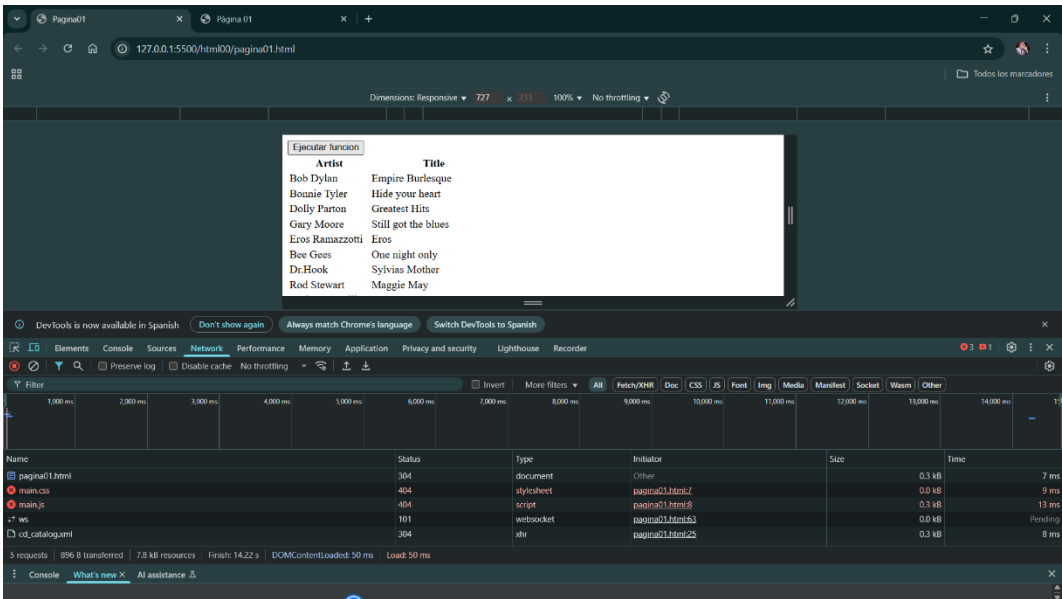 Pagina01
Página 01
127.0.0.1:5500/html00/pagina01.html
Todos los marcadores
Dimensions: Responsive 727 x 233 100% No throttling
Ejecutar funcion
Artist Title
Bob Dylan Empire Burlesque
Bonnie Tyler Hide your heart
Dolly Parton Greatest Hits
Gary Moore Still got the blues
Eros Ramazzotti Eros
Bee Gees One night only
Dr.Hook Sylvias Mother
Rod Stewart Maggie May
DevTools is now available in Spanish Don't show again Always match Chrome's language Switch DevTools to Spanish
Elements Console Sources Network Performance Memory Application Privacy and security Lighthouse Recorder 3 1
Preserve log Disable cache No throttling
Filter Invert More filters All Fetch/XHR Doc CSS JS Font Img Media Manifest Socket Wasm Other
1,000 ms 2,000 ms 3,000 ms 4,000 ms 5,000 ms 6,000 ms 7,000 ms 8,000 ms 9,000 ms 10,000 ms 11,000 ms 12,000 ms 13,000 ms 14,000 ms
Name Status Type Initiator Size Time
pagina01.html 304 document Other 0.3 kB 7 ms
main.css 404 stylesheet pagina01.html:7 0.0 kB 9 ms
main.js 404 script pagina01.html:8 0.3 kB 13 ms
ws 101 websocket pagina01.html:63 0.0 kB Pending
cd_catalog.xml 304 xhr pagina01.html:25 0.3 kB 8 ms
5 requests 896 B transferred 7.8 kB resources Finish: 14.22 s DOMContentLoaded: 50 ms Load: 50 ms
Console What's new AI assistance